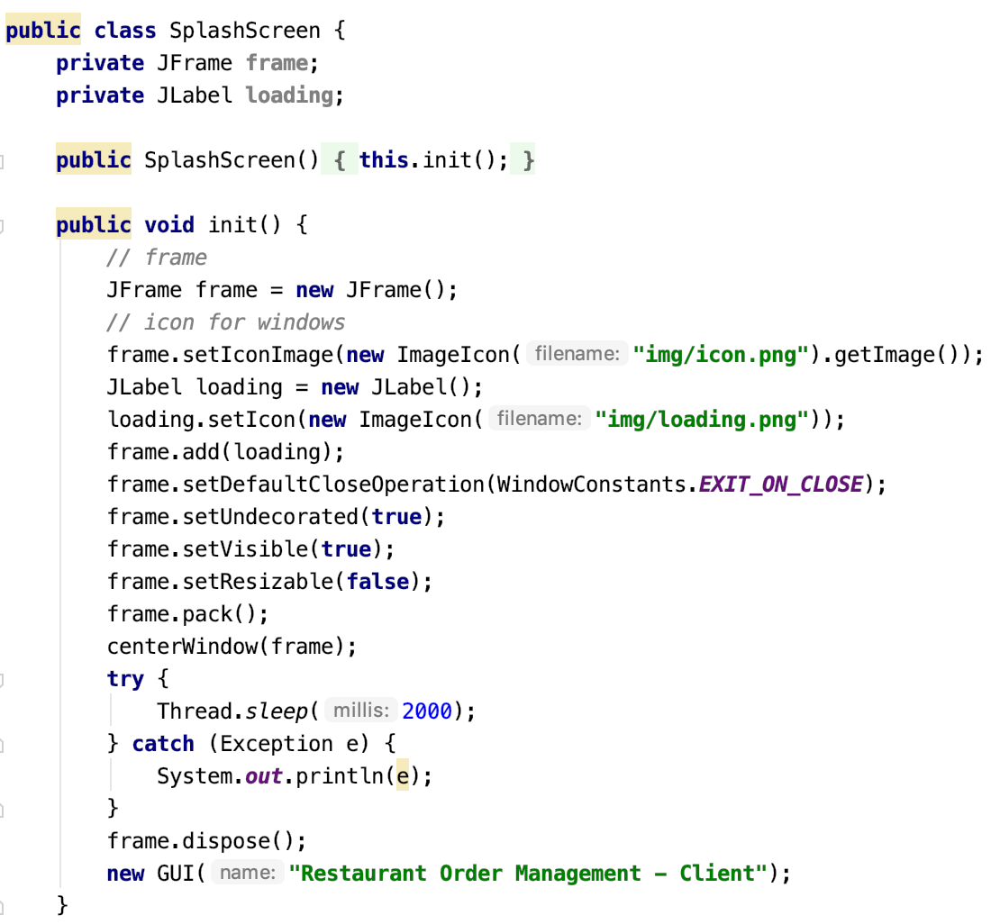 public class SplashScreen {
    private JFrame frame;
    private JLabel loading;

    public SplashScreen() { this.init(); }

    public void init() {
        // frame
        JFrame frame = new JFrame();
        // icon for windows
        frame.setIconImage(new ImageIcon( filename: "img/icon.png").getImage());
        JLabel loading = new JLabel();
        loading.setIcon(new ImageIcon( filename: "img/loading.png"));
        frame.add(loading);
        frame.setDefaultCloseOperation(WindowConstants.EXIT_ON_CLOSE);
        frame.setUndecorated(true);
        frame.setVisible(true);
        frame.setResizable(false);
        frame.pack();
        centerWindow(frame);
        try {
            Thread.sleep( millis: 2000);
        } catch (Exception e) {
            System.out.println(e);
        }
        frame.dispose();
        new GUI( name: "Restaurant Order Management – Client");
    }